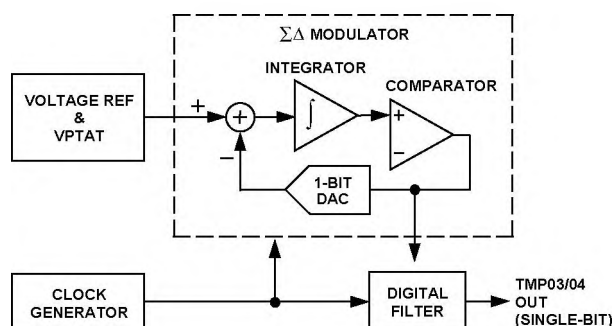 ΣΔ MODULATOR
INTEGRATOR
COMPARATOR
VOLTAGE REF
&
VPTAT
+
+
−
∫
+
−
1-BIT
DAC
CLOCK
GENERATOR
DIGITAL
FILTER
TMP03/04
OUT
(SINGLE-BIT)